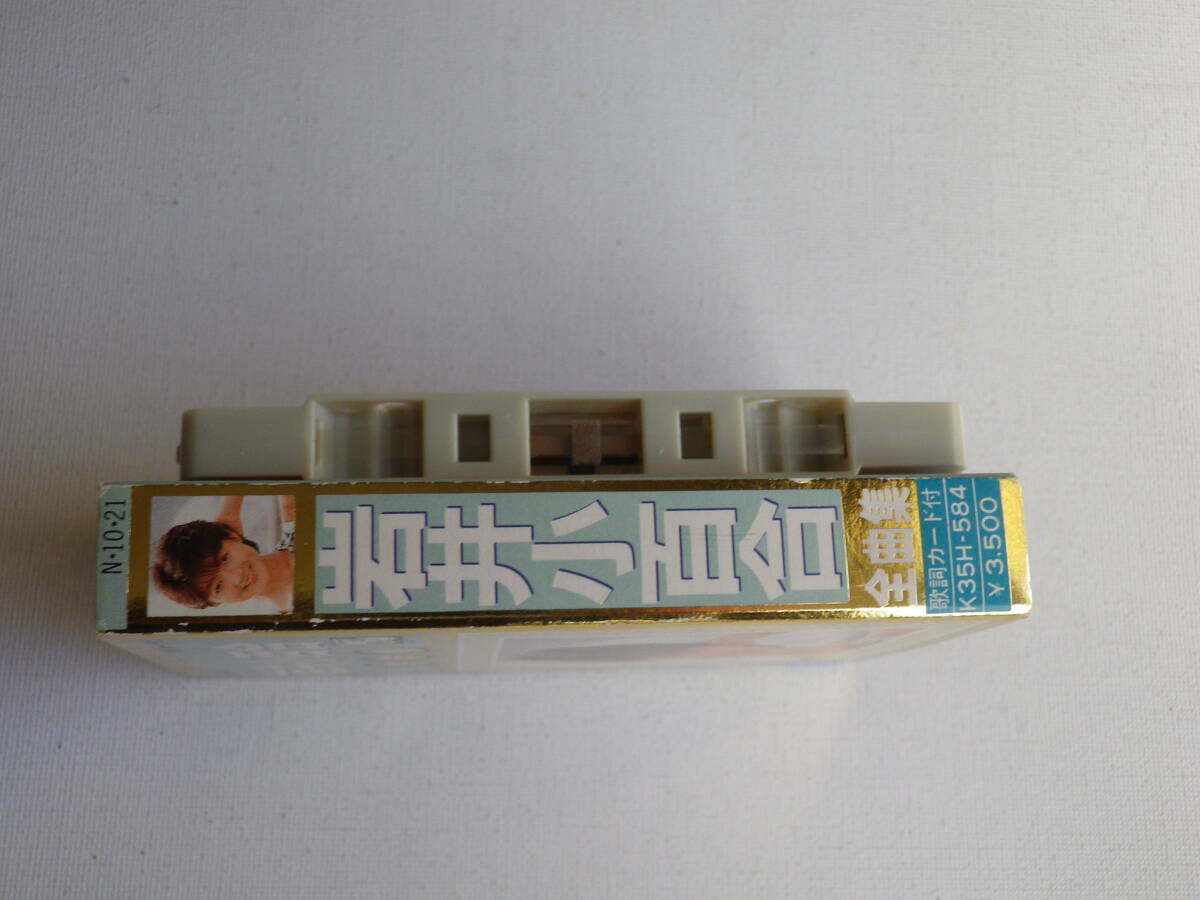 N・10・21
岩井小百合
全曲集
歌詞カード付
K35H-584
¥3.500